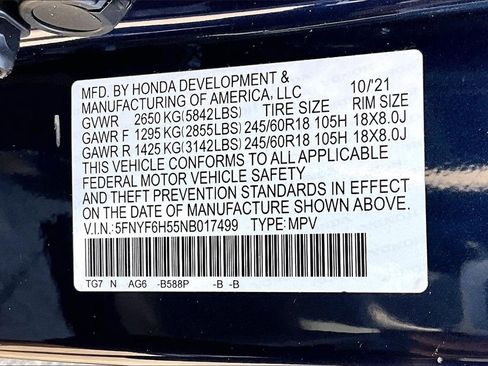 MFD. BY HONDA DEVELOPMENT &
MANUFACTURING OF AMERICA, LLC 10/'21
GVWR 2650 KG(5842LBS) TIRE SIZE RIM SIZE
GAWR F 1295 KG(2855LBS) 245/60R18 105H 18X8.0J
GAWR R 1425 KG(3142LBS) 245/60R18 105H 18X8.0J
THIS VEHICLE CONFORMS TO ALL APPLICABLE
FEDERAL MOTOR VEHICLE SAFETY
AND THEFT PREVENTION STANDARDS IN EFFECT
ON THE DATE OF MANUFACTURE SHOWN ABOVE.
V.I.N.:5FNYF6H55NB017499 TYPE:MPV
TG7 N AG6 -B588P -B -B